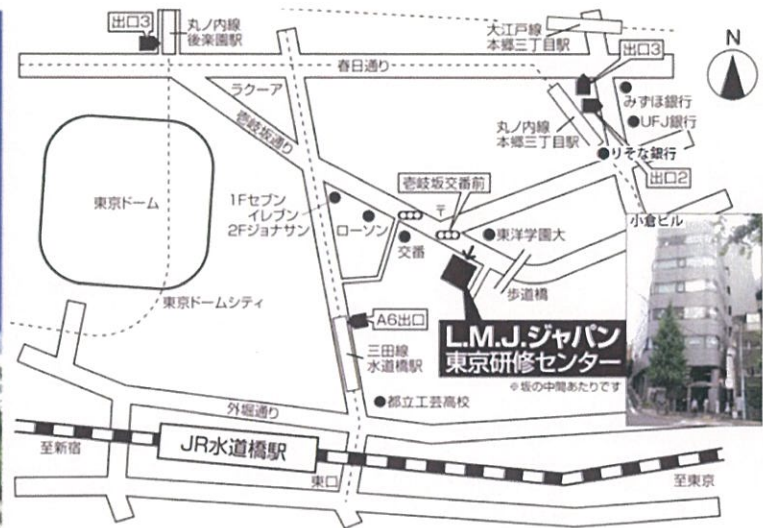 出口3
丸ノ内線
後楽園駅
大江戸線
本郷三丁目駅
出口3
N
春日通り
ラクーア
壱岐坂通り
みずほ銀行
UFJ銀行
丸ノ内線
本郷三丁目駅
りそな銀行
出口2
東京ドーム
1Fセブン
イレブン
2Fジョナサン
ローソン
壱岐坂交番前
〒
交番
東洋学園大
小倉ビル
歩道橋
東京ドームシティ
A6出口
三田線
水道橋駅
L.M.J.ジャパン
東京研修センター
※坂の中間あたりです
都立工芸高校
外堀通り
JR水道橋駅
至新宿
東口
至東京